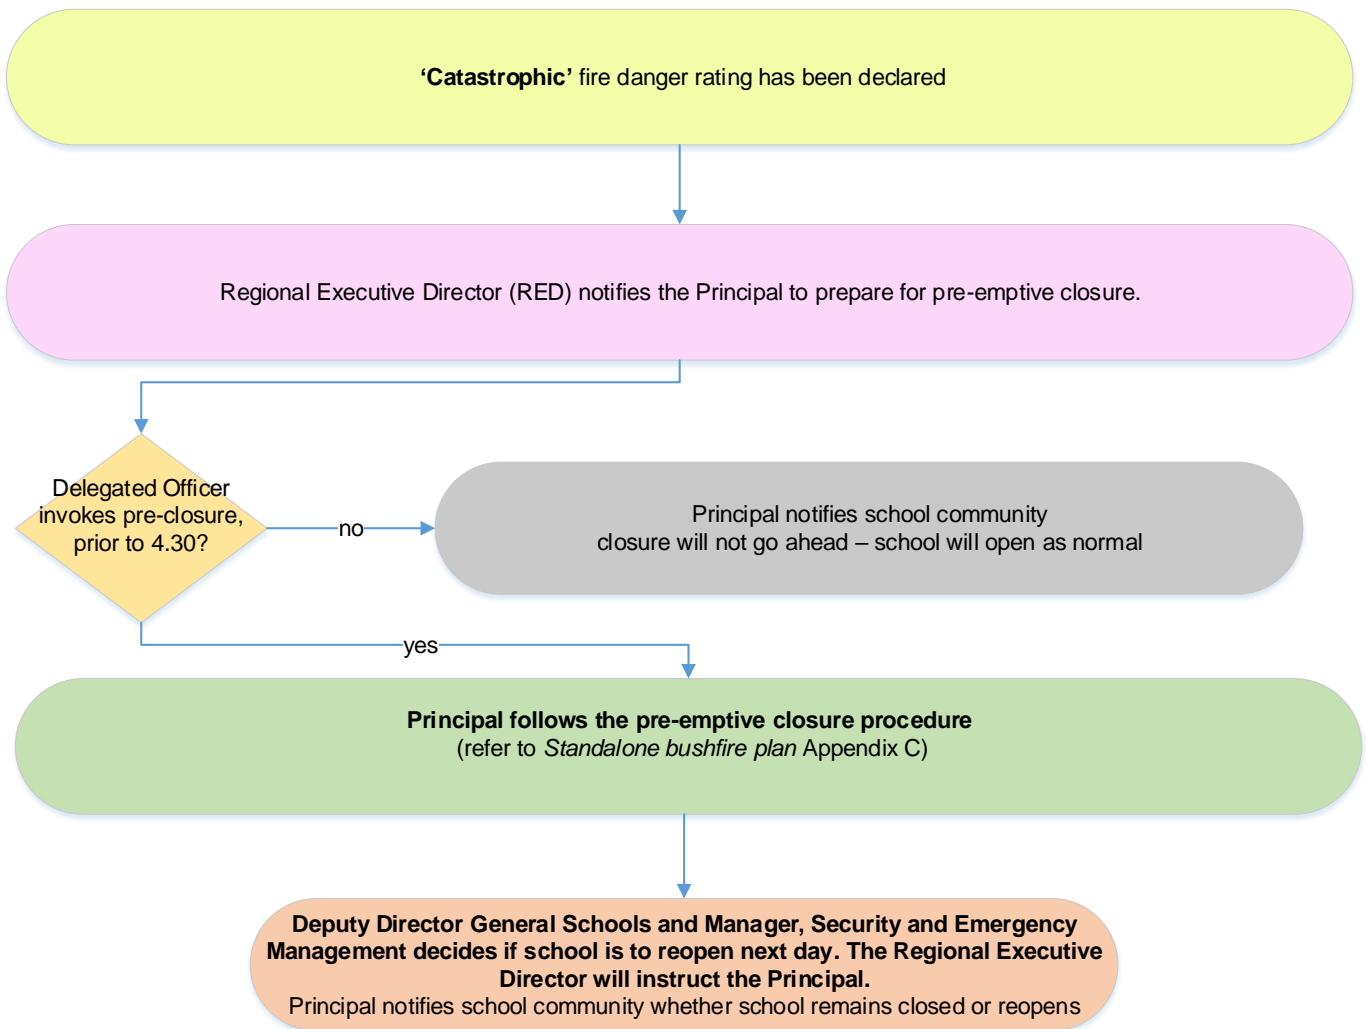 ‘Catastrophic’ fire danger rating has been declared
Regional Executive Director (RED) notifies the Principal to prepare for pre-emptive closure.
Delegated Officer
invokes pre-closure,
prior to 4.30?
no
Principal notifies school community
closure will not go ahead – school will open as normal
yes
Principal follows the pre-emptive closure procedure
(refer to Standalone bushfire plan Appendix C)
Deputy Director General Schools and Manager, Security and Emergency
Management decides if school is to reopen next day. The Regional Executive
Director will instruct the Principal.
Principal notifies school community whether school remains closed or reopens